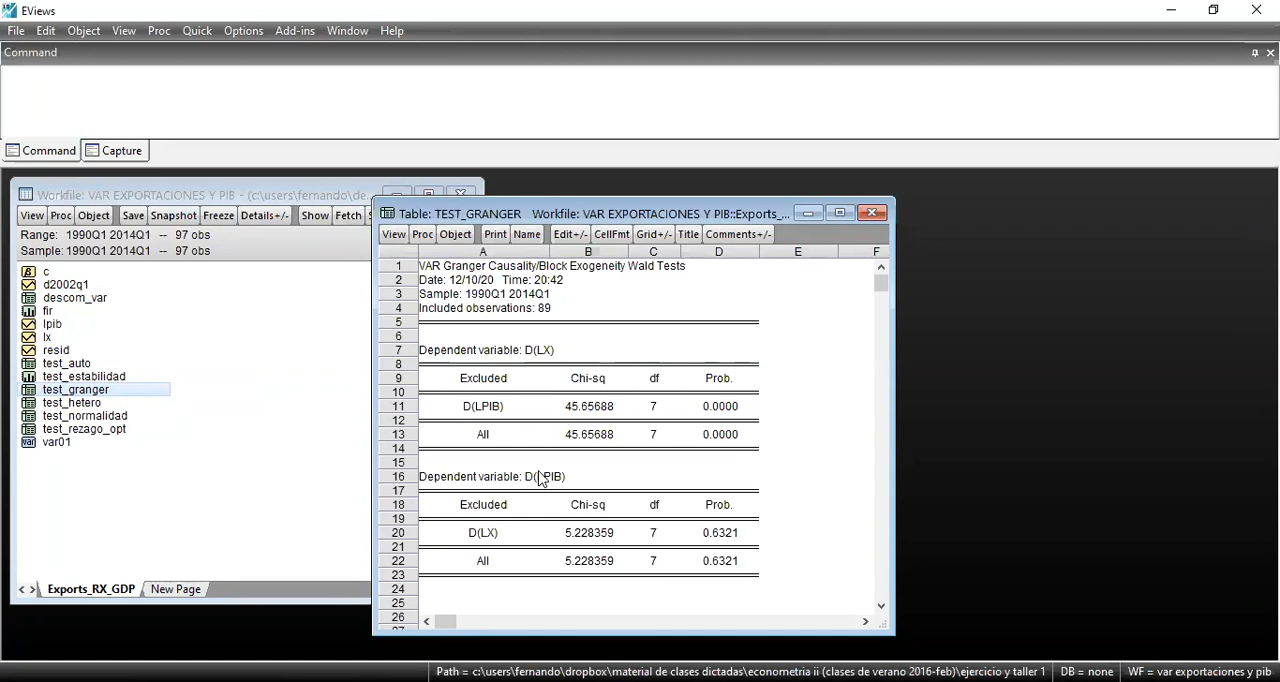 EViews
File Edit Object View Proc Quick Options Add-ins Window Help
Command
Command Capture
Workfile: VAR EXPORTACIONES Y PIB - (c:\users\fernando\de...
View Proc Object Save Snapshot Freeze Details+/- Show Fetch
Range: 1990Q1 2014Q1 -- 97 obs
Sample: 1990Q1 2014Q1 -- 97 obs
c
d2002q1
descom_var
fir
lpib
lx
resid
test_auto
test_estabilidad
test_granger
test_hetero
test_normalidad
test_rezago_opt
var01
Exports_RX_GDP New Page
Table: TEST_GRANGER Workfile: VAR EXPORTACIONES Y PIB::Exports_...
View Proc Object Print Name Edit+/- CellFmt Grid+/- Title Comments+/-
A B C D E F
1 VAR Granger Causality/Block Exogeneity Wald Tests
2 Date: 12/10/20 Time: 20:42
3 Sample: 1990Q1 2014Q1
4 Included observations: 89
5
6
7 Dependent variable: D(LX)
8
9 Excluded Chi-sq df Prob.
10
11 D(LPIB) 45.65688 7 0.0000
12
13 All 45.65688 7 0.0000
14
15
16 Dependent variable: D(LPIB)
17
18 Excluded Chi-sq df Prob.
19
20 D(LX) 5.228359 7 0.6321
21
22 All 5.228359 7 0.6321
23
24
25
26
Path = c:\users\fernando\dropbox\material de clases dictadas\econometria ii (clases de verano 2016-feb)\ejercicio y taller 1 DB = none WF = var exportaciones y pib